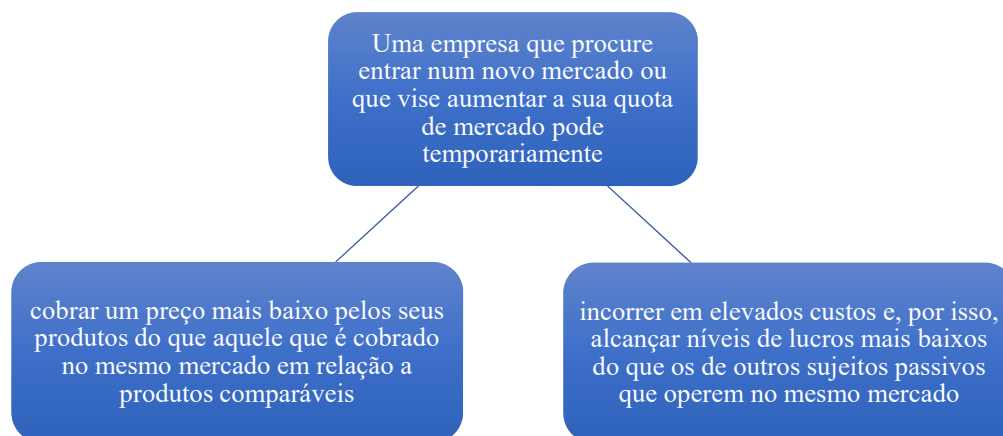 Uma empresa que procure
entrar num novo mercado ou
que vise aumentar a sua quota
de mercado pode
temporariamente
cobrar um preço mais baixo pelos seus
produtos do que aquele que é cobrado
no mesmo mercado em relação a
produtos comparáveis
incorrer em elevados custos e, por isso,
alcançar níveis de lucros mais baixos
do que os de outros sujeitos passivos
que operem no mesmo mercado